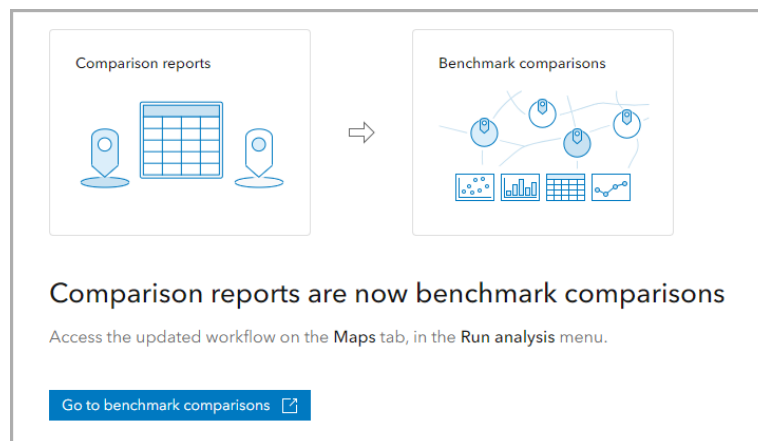 Comparison reports
Benchmark comparisons
Comparison reports are now benchmark comparisons
Access the updated workflow on the Maps tab, in the Run analysis menu.
Go to benchmark comparisons